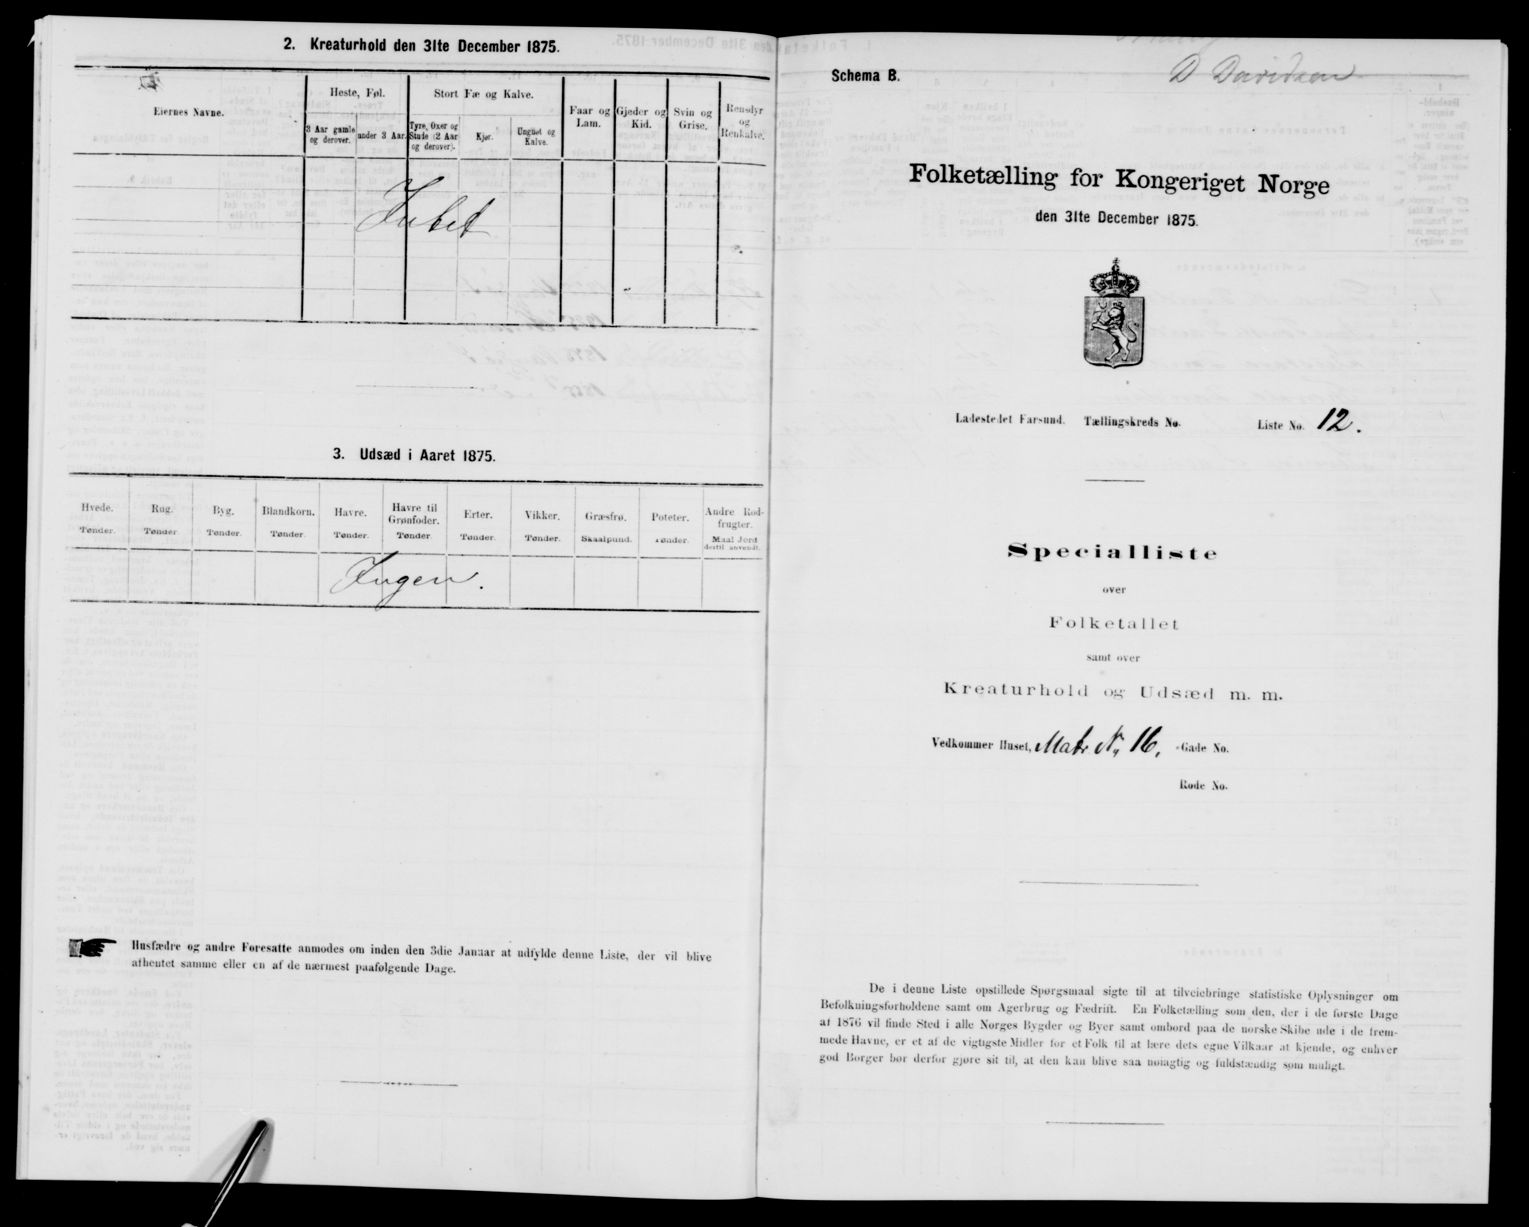 2. Kreaturhold den 31te December 1875.
Eiernes Navne.
Heste, Føl.
Stort Fæ og Kalve.
Faar og Lam.
Gjeder og Kid.
Svin og Grise.
Rensdyr og Renkalve.
3 Aar gamle og derover.
under 3 Aar.
Tyre, Oxer og Stude (2 Aar og derover).
Kjør.
Ungnøt og Kalve.
Intet
3. Udsæd i Aaret 1875.
Hvede.
Rug.
Byg.
Blandkorn.
Havre.
Havre til Grønfoder.
Erter.
Vikker.
Græsfrø.
Poteter.
Andre Rodfrugter.
Tønder.
Tønder
Tønder.
Tønder.
Tønder.
Tønder
Tønder.
Tønder.
Skaalpund.
Tønder.
Maal Jord dertil anvendt.
Ingen.
Husfædre og andre Foresatte anmodes om inden den 3die Januar at udfylde denne Liste, der vil blive
afhentet samme eller en af de nærmest paafølgende Dage.
D Davidsen
Schema B.
Folketælling for Kongeriget Norge
den 31te December 1875.
Ladestedet Farsund. Tællingskreds No. Liste No. 12.
Specialliste
over
Folketallet
samt over
Kreaturhold og Udsæd m. m.
Vedkommer Huset, Matr. No. 16, -Gade No.
Rode No.
De i denne Liste opstillede Spørgsmaal sigte til at tilveiebringe statistiske Oplysninger om
Befolkningsforholdene samt om Agerbrug og Fædrift. En Folketælling som den, der i de første Dage
af 1876 vil finde Sted i alle Norges Bygder og Byer samt ombord paa de norske Skibe ude i de frem-
mede Havne, er et af de vigtigste Midler for et Folk til at lære dets egne Vilkaar at kjende, og enhver
god Borger bør derfor gjøre sit til, at den kan blive saa nøiagtig og fuldstændig som muligt.